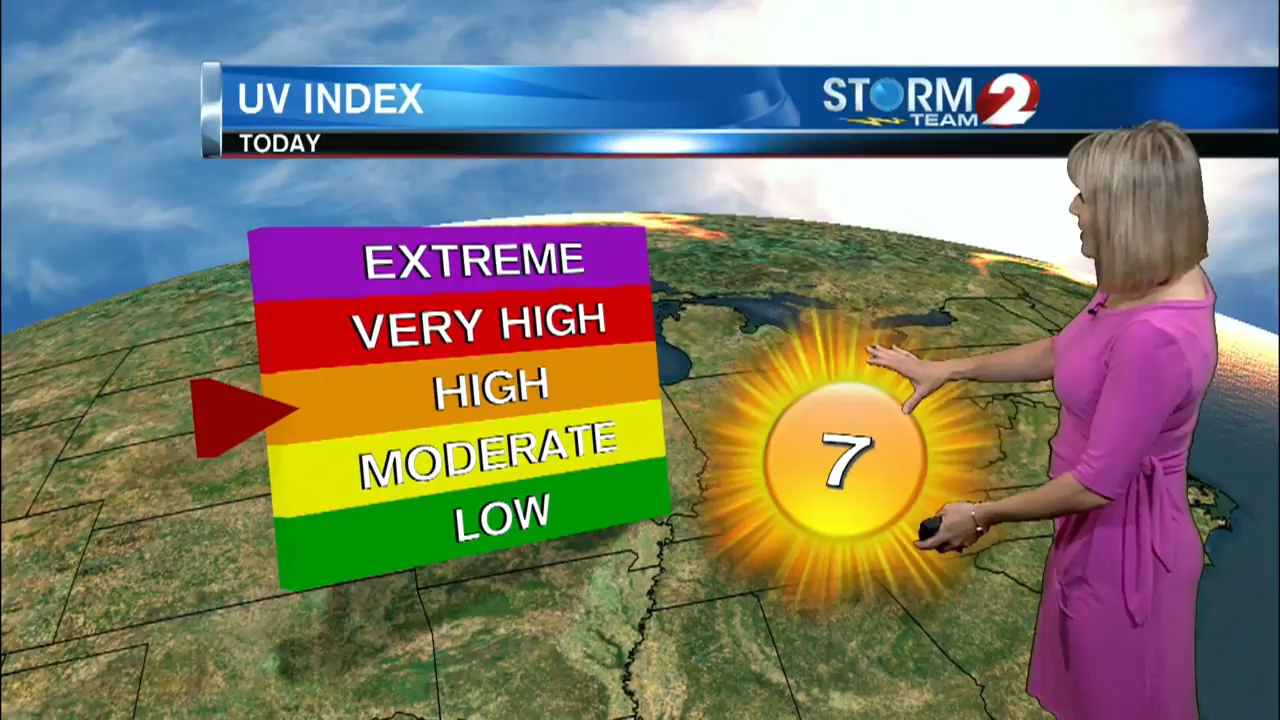 UV INDEX
STORM
TEAM 2
TODAY
EXTREME
VERY HIGH
HIGH
MODERATE
LOW
7